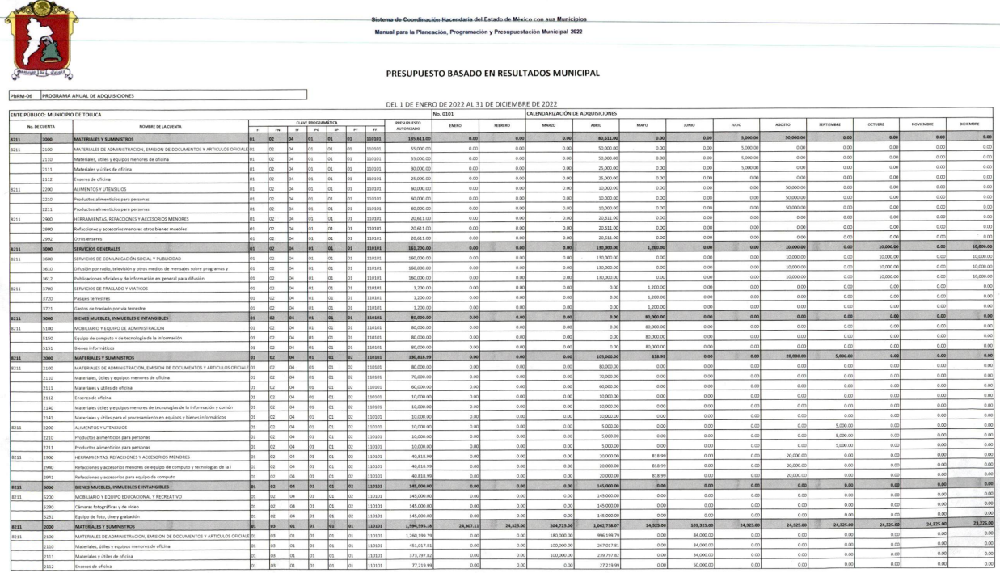 Sistema de Coordinación Hacendaria del Estado de México con sus Municipios
Manual para la Planeación, Programación y Presupuestación Municipal 2022
PRESUPUESTO BASADO EN RESULTADOS MUNICIPAL
PbRM-06 PROGRAMA ANUAL DE ADQUISICIONES
DEL 1 DE ENERO DE 2022 AL 31 DE DICIEMBRE DE 2022
ENTE PÚBLICO: MUNICIPIO DE TOLUCA No. 0101 CALENDARIZACIÓN DE ADQUISICIONES
No. DE CUENTA NOMBRE DE LA CUENTA CLAVE PROGRAMÁTICA PRESUPUESTO AUTORIZADO ENERO FEBRERO MARZO ABRIL MAYO JUNIO JULIO AGOSTO SEPTIEMBRE OCTUBRE NOVIEMBRE DICIEMBRE
FI FN SF PG SP PY FF
8211 2000 MATERIALES Y SUMINISTROS 01 02 04 01 01 01 110101 135,611.00 0.00 0.00 0.00 80,611.00 0.00 0.00 5,000.00 50,000.00 0.00 0.00 0.00 0.00
8211 2100 MATERIALES DE ADMINISTRACION, EMISION DE DOCUMENTOS Y ARTICULOS OFICIALE 01 02 04 01 01 01 110101 55,000.00 0.00 0.00 0.00 50,000.00 0.00 0.00 5,000.00 0.00 0.00 0.00 0.00 0.00
2110 Materiales, útiles y equipos menores de oficina 01 02 04 01 01 01 110101 55,000.00 0.00 0.00 0.00 50,000.00 0.00 0.00 5,000.00 0.00 0.00 0.00 0.00 0.00
2111 Materiales y útiles de oficina 01 02 04 01 01 01 110101 30,000.00 0.00 0.00 0.00 25,000.00 0.00 0.00 5,000.00 0.00 0.00 0.00 0.00 0.00
2112 Enseres de oficina 01 02 04 01 01 01 110101 25,000.00 0.00 0.00 0.00 25,000.00 0.00 0.00 0.00 0.00 0.00 0.00 0.00 0.00
8211 2200 ALIMENTOS Y UTENSILIOS 01 02 04 01 01 01 110101 60,000.00 0.00 0.00 0.00 10,000.00 0.00 0.00 0.00 50,000.00 0.00 0.00 0.00 0.00
2210 Productos alimenticios para personas 01 02 04 01 01 01 110101 60,000.00 0.00 0.00 0.00 10,000.00 0.00 0.00 0.00 50,000.00 0.00 0.00 0.00 0.00
2211 Productos alimenticios para personas 01 02 04 01 01 01 110101 60,000.00 0.00 0.00 0.00 10,000.00 0.00 0.00 0.00 50,000.00 0.00 0.00 0.00 0.00
8211 2900 HERRAMIENTAS, REFACCIONES Y ACCESORIOS MENORES 01 02 04 01 01 01 110101 20,611.00 0.00 0.00 0.00 20,611.00 0.00 0.00 0.00 0.00 0.00 0.00 0.00 0.00
2990 Refacciones y accesorios menores otros bienes muebles 01 02 04 01 01 01 110101 20,611.00 0.00 0.00 0.00 20,611.00 0.00 0.00 0.00 0.00 0.00 0.00 0.00 0.00
2992 Otros enseres 01 02 04 01 01 01 110101 20,611.00 0.00 0.00 0.00 20,611.00 0.00 0.00 0.00 0.00 0.00 0.00 0.00 0.00
8211 3000 SERVICIOS GENERALES 01 02 04 01 01 01 110101 161,200.00 0.00 0.00 0.00 130,000.00 1,200.00 0.00 0.00 10,000.00 0.00 10,000.00 0.00 10,000.00
8211 3600 SERVICIOS DE COMUNICACIÓN SOCIAL Y PUBLICIDAD 01 02 04 01 01 01 110101 160,000.00 0.00 0.00 0.00 130,000.00 0.00 0.00 0.00 10,000.00 0.00 10,000.00 0.00 10,000.00
3610 Difusión por radio, televisión y otros medios de mensajes sobre programas y 01 02 04 01 01 01 110101 160,000.00 0.00 0.00 0.00 130,000.00 0.00 0.00 0.00 10,000.00 0.00 10,000.00 0.00 10,000.00
3612 Publicaciones oficiales y de información en general para difusión 01 02 04 01 01 01 110101 160,000.00 0.00 0.00 0.00 130,000.00 0.00 0.00 0.00 10,000.00 0.00 10,000.00 0.00 10,000.00
8211 3700 SERVICIOS DE TRASLADO Y VIATICOS 01 02 04 01 01 01 110101 1,200.00 0.00 0.00 0.00 0.00 1,200.00 0.00 0.00 0.00 0.00 0.00 0.00 0.00
3720 Pasajes terrestres 01 02 04 01 01 01 110101 1,200.00 0.00 0.00 0.00 0.00 1,200.00 0.00 0.00 0.00 0.00 0.00 0.00 0.00
3721 Gastos de traslado por vía terrestre 01 02 04 01 01 01 110101 1,200.00 0.00 0.00 0.00 0.00 1,200.00 0.00 0.00 0.00 0.00 0.00 0.00 0.00
8211 5000 BIENES MUEBLES, INMUEBLES E INTANGIBLES 01 02 04 01 01 01 110101 80,000.00 0.00 0.00 0.00 0.00 80,000.00 0.00 0.00 0.00 0.00 0.00 0.00 0.00
8211 5100 MOBILIARIO Y EQUIPO DE ADMINISTRACION 01 02 04 01 01 01 110101 80,000.00 0.00 0.00 0.00 0.00 80,000.00 0.00 0.00 0.00 0.00 0.00 0.00 0.00
5150 Equipo de computo y de tecnología de la información 01 02 04 01 01 01 110101 80,000.00 0.00 0.00 0.00 0.00 80,000.00 0.00 0.00 0.00 0.00 0.00 0.00 0.00
5151 Bienes informáticos 01 02 04 01 01 01 110101 80,000.00 0.00 0.00 0.00 0.00 80,000.00 0.00 0.00 0.00 0.00 0.00 0.00 0.00
8211 2000 MATERIALES Y SUMINISTROS 01 02 04 01 01 02 110101 130,818.99 0.00 0.00 0.00 105,000.00 818.99 0.00 0.00 20,000.00 5,000.00 0.00 0.00 0.00
8211 2100 MATERIALES DE ADMINISTRACION, EMISION DE DOCUMENTOS Y ARTICULOS OFICIALE 01 02 04 01 01 02 110101 80,000.00 0.00 0.00 0.00 80,000.00 0.00 0.00 0.00 0.00 0.00 0.00 0.00 0.00
2110 Materiales, útiles y equipos menores de oficina 01 02 04 01 01 02 110101 70,000.00 0.00 0.00 0.00 70,000.00 0.00 0.00 0.00 0.00 0.00 0.00 0.00 0.00
2111 Materiales y útiles de oficina 01 02 04 01 01 02 110101 60,000.00 0.00 0.00 0.00 60,000.00 0.00 0.00 0.00 0.00 0.00 0.00 0.00 0.00
2112 Enseres de oficina 01 02 04 01 01 02 110101 10,000.00 0.00 0.00 0.00 10,000.00 0.00 0.00 0.00 0.00 0.00 0.00 0.00 0.00
2140 Materiales útiles y equipos menores de tecnologías de la información y común 01 02 04 01 01 02 110101 10,000.00 0.00 0.00 0.00 10,000.00 0.00 0.00 0.00 0.00 0.00 0.00 0.00 0.00
2141 Materiales y útiles para el procesamiento en equipos y bienes informáticos 01 02 04 01 01 02 110101 10,000.00 0.00 0.00 0.00 10,000.00 0.00 0.00 0.00 0.00 0.00 0.00 0.00 0.00
8211 2200 ALIMENTOS Y UTENSILIOS 01 02 04 01 01 02 110101 10,000.00 0.00 0.00 0.00 5,000.00 0.00 0.00 0.00 0.00 5,000.00 0.00 0.00 0.00
2210 Productos alimenticios para personas 01 02 04 01 01 02 110101 10,000.00 0.00 0.00 0.00 5,000.00 0.00 0.00 0.00 0.00 5,000.00 0.00 0.00 0.00
2211 Productos alimenticios para personas 01 02 04 01 01 02 110101 10,000.00 0.00 0.00 0.00 5,000.00 0.00 0.00 0.00 0.00 5,000.00 0.00 0.00 0.00
8211 2900 HERRAMIENTAS, REFACCIONES Y ACCESORIOS MENORES 01 02 04 01 01 02 110101 40,818.99 0.00 0.00 0.00 20,000.00 818.99 0.00 0.00 20,000.00 0.00 0.00 0.00 0.00
2940 Refacciones y accesorios menores de equipo de computo y tecnologías de la i 01 02 04 01 01 02 110101 40,818.99 0.00 0.00 0.00 20,000.00 818.99 0.00 0.00 20,000.00 0.00 0.00 0.00 0.00
2941 Refacciones y accesorios para equipo de computo 01 02 04 01 01 02 110101 40,818.99 0.00 0.00 0.00 20,000.00 818.99 0.00 0.00 20,000.00 0.00 0.00 0.00 0.00
8211 5000 BIENES MUEBLES, INMUEBLES E INTANGIBLES 01 02 04 01 01 02 110101 145,000.00 0.00 0.00 0.00 145,000.00 0.00 0.00 0.00 0.00 0.00 0.00 0.00 0.00
8211 5200 MOBILIARIO Y EQUIPO EDUCACIONAL Y RECREATIVO 01 02 04 01 01 02 110101 145,000.00 0.00 0.00 0.00 145,000.00 0.00 0.00 0.00 0.00 0.00 0.00 0.00 0.00
5230 Cámaras fotográficas y de video 01 02 04 01 01 02 110101 145,000.00 0.00 0.00 0.00 145,000.00 0.00 0.00 0.00 0.00 0.00 0.00 0.00 0.00
5231 Equipo de foto, cine y grabación 01 02 04 01 01 02 110101 145,000.00 0.00 0.00 0.00 145,000.00 0.00 0.00 0.00 0.00 0.00 0.00 0.00 0.00
8211 2000 MATERIALES Y SUMINISTROS 01 03 01 01 01 01 110101 1,594,595.18 24,307.11 24,325.00 204,725.00 1,062,738.07 24,325.00 109,325.00 24,325.00 24,325.00 24,325.00 24,325.00 24,325.00 23,225.00
8211 2100 MATERIALES DE ADMINISTRACION, EMISION DE DOCUMENTOS Y ARTICULOS OFICIALE 01 03 01 01 01 01 110101 1,260,199.79 0.00 0.00 180,000.00 996,199.79 0.00 84,000.00 0.00 0.00 0.00 0.00 0.00 0.00
2110 Materiales, útiles y equipos menores de oficina 01 03 01 01 01 01 110101 451,017.81 0.00 0.00 100,000.00 267,017.81 0.00 84,000.00 0.00 0.00 0.00 0.00 0.00 0.00
2111 Materiales y útiles de oficina 01 03 01 01 01 01 110101 373,797.82 0.00 0.00 100,000.00 239,797.82 0.00 34,000.00 0.00 0.00 0.00 0.00 0.00 0.00
2112 Enseres de oficina 01 03 01 01 01 01 110101 77,219.99 0.00 0.00 0.00 27,219.99 0.00 50,000.00 0.00 0.00 0.00 0.00 0.00 0.00